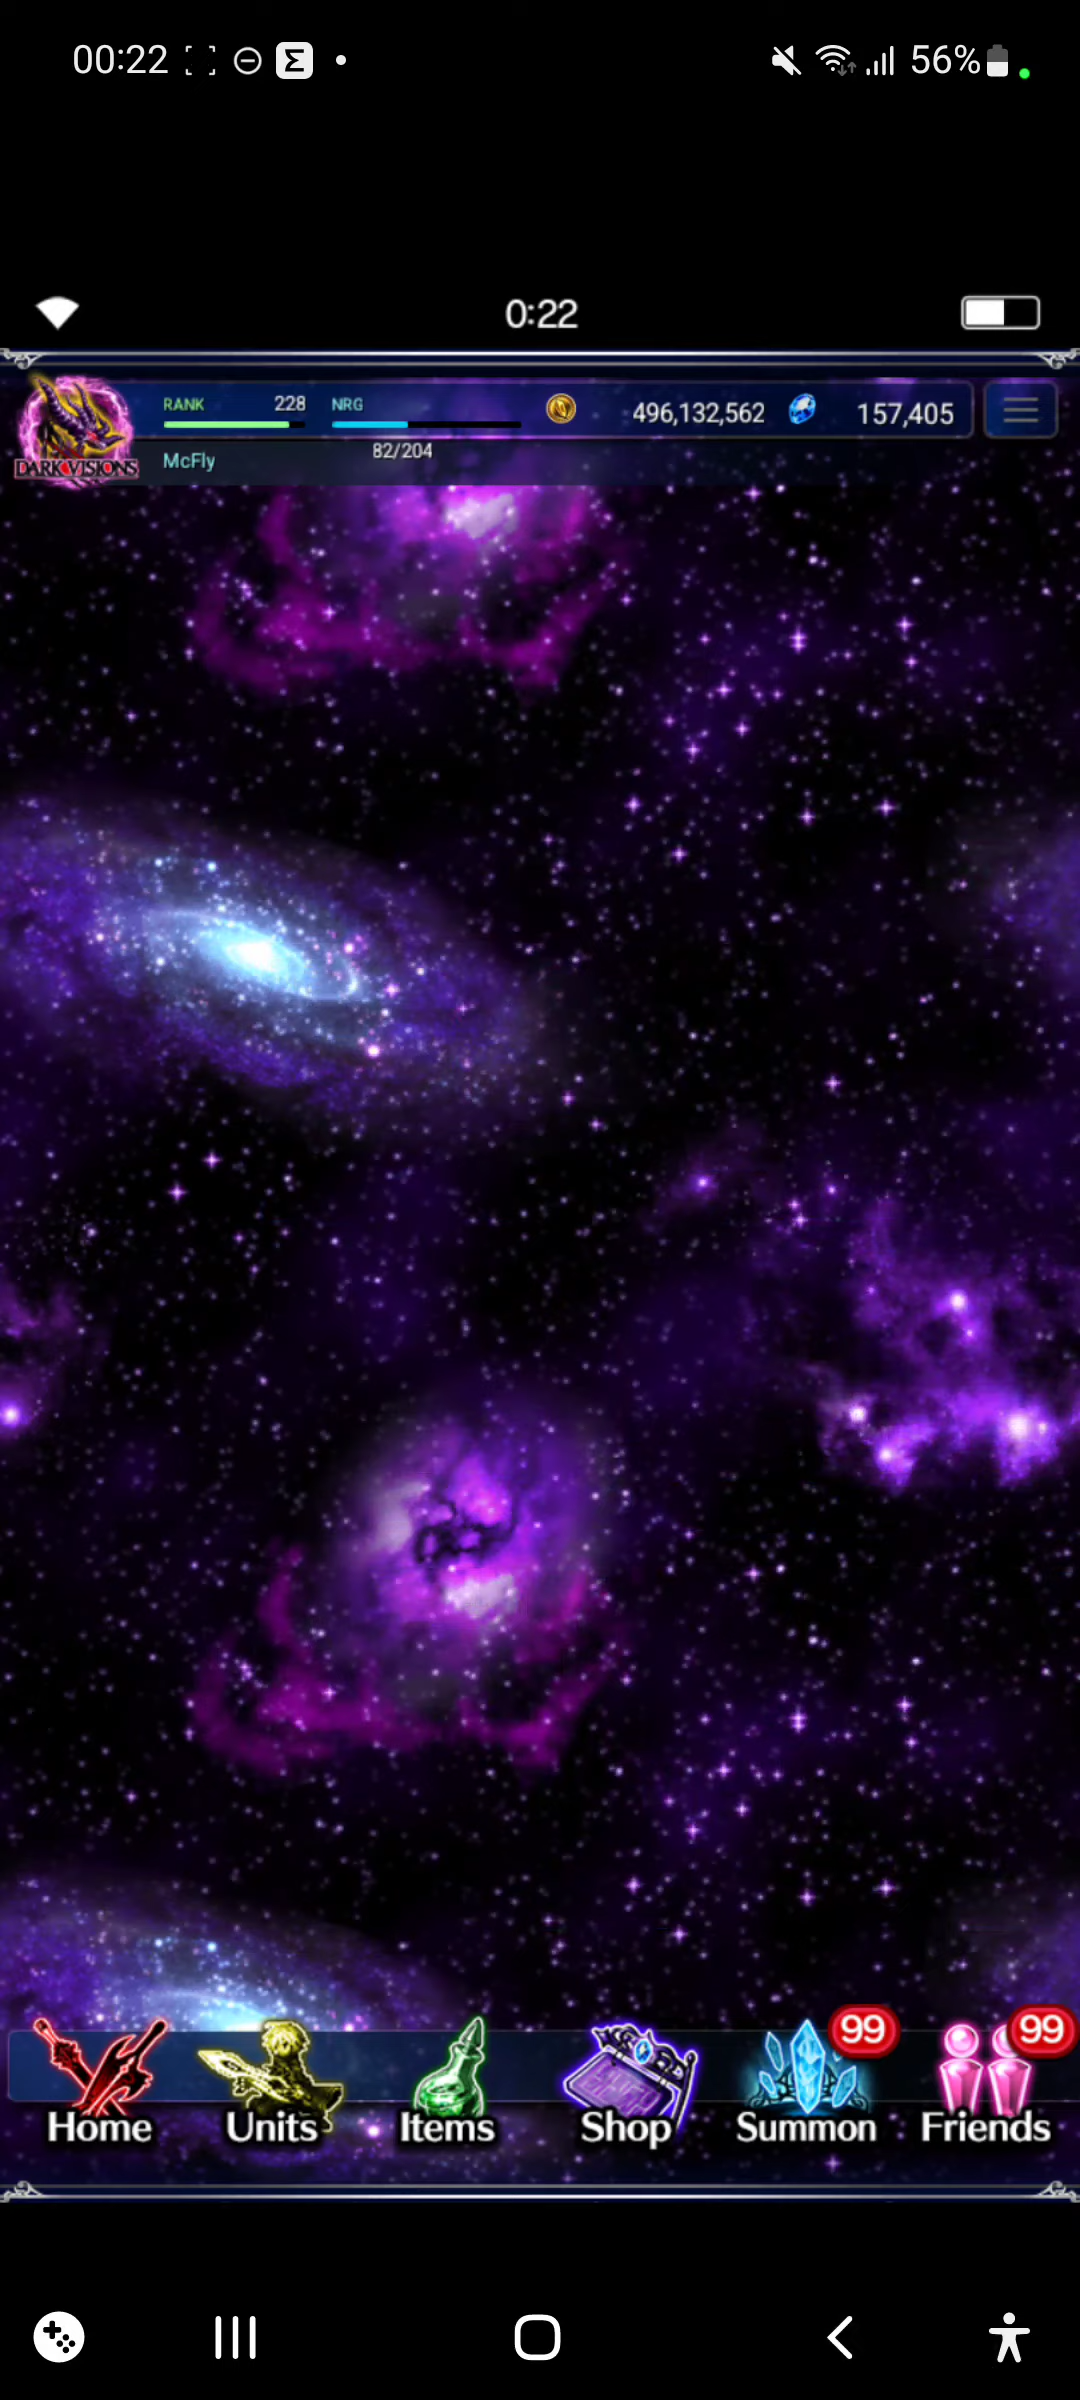 00:22 56%
0:22
RANK 228 NRG 496,132,562 157,405
82/204
DARK VISIONS McFly
99 99
Home Units Items Shop Summon Friends